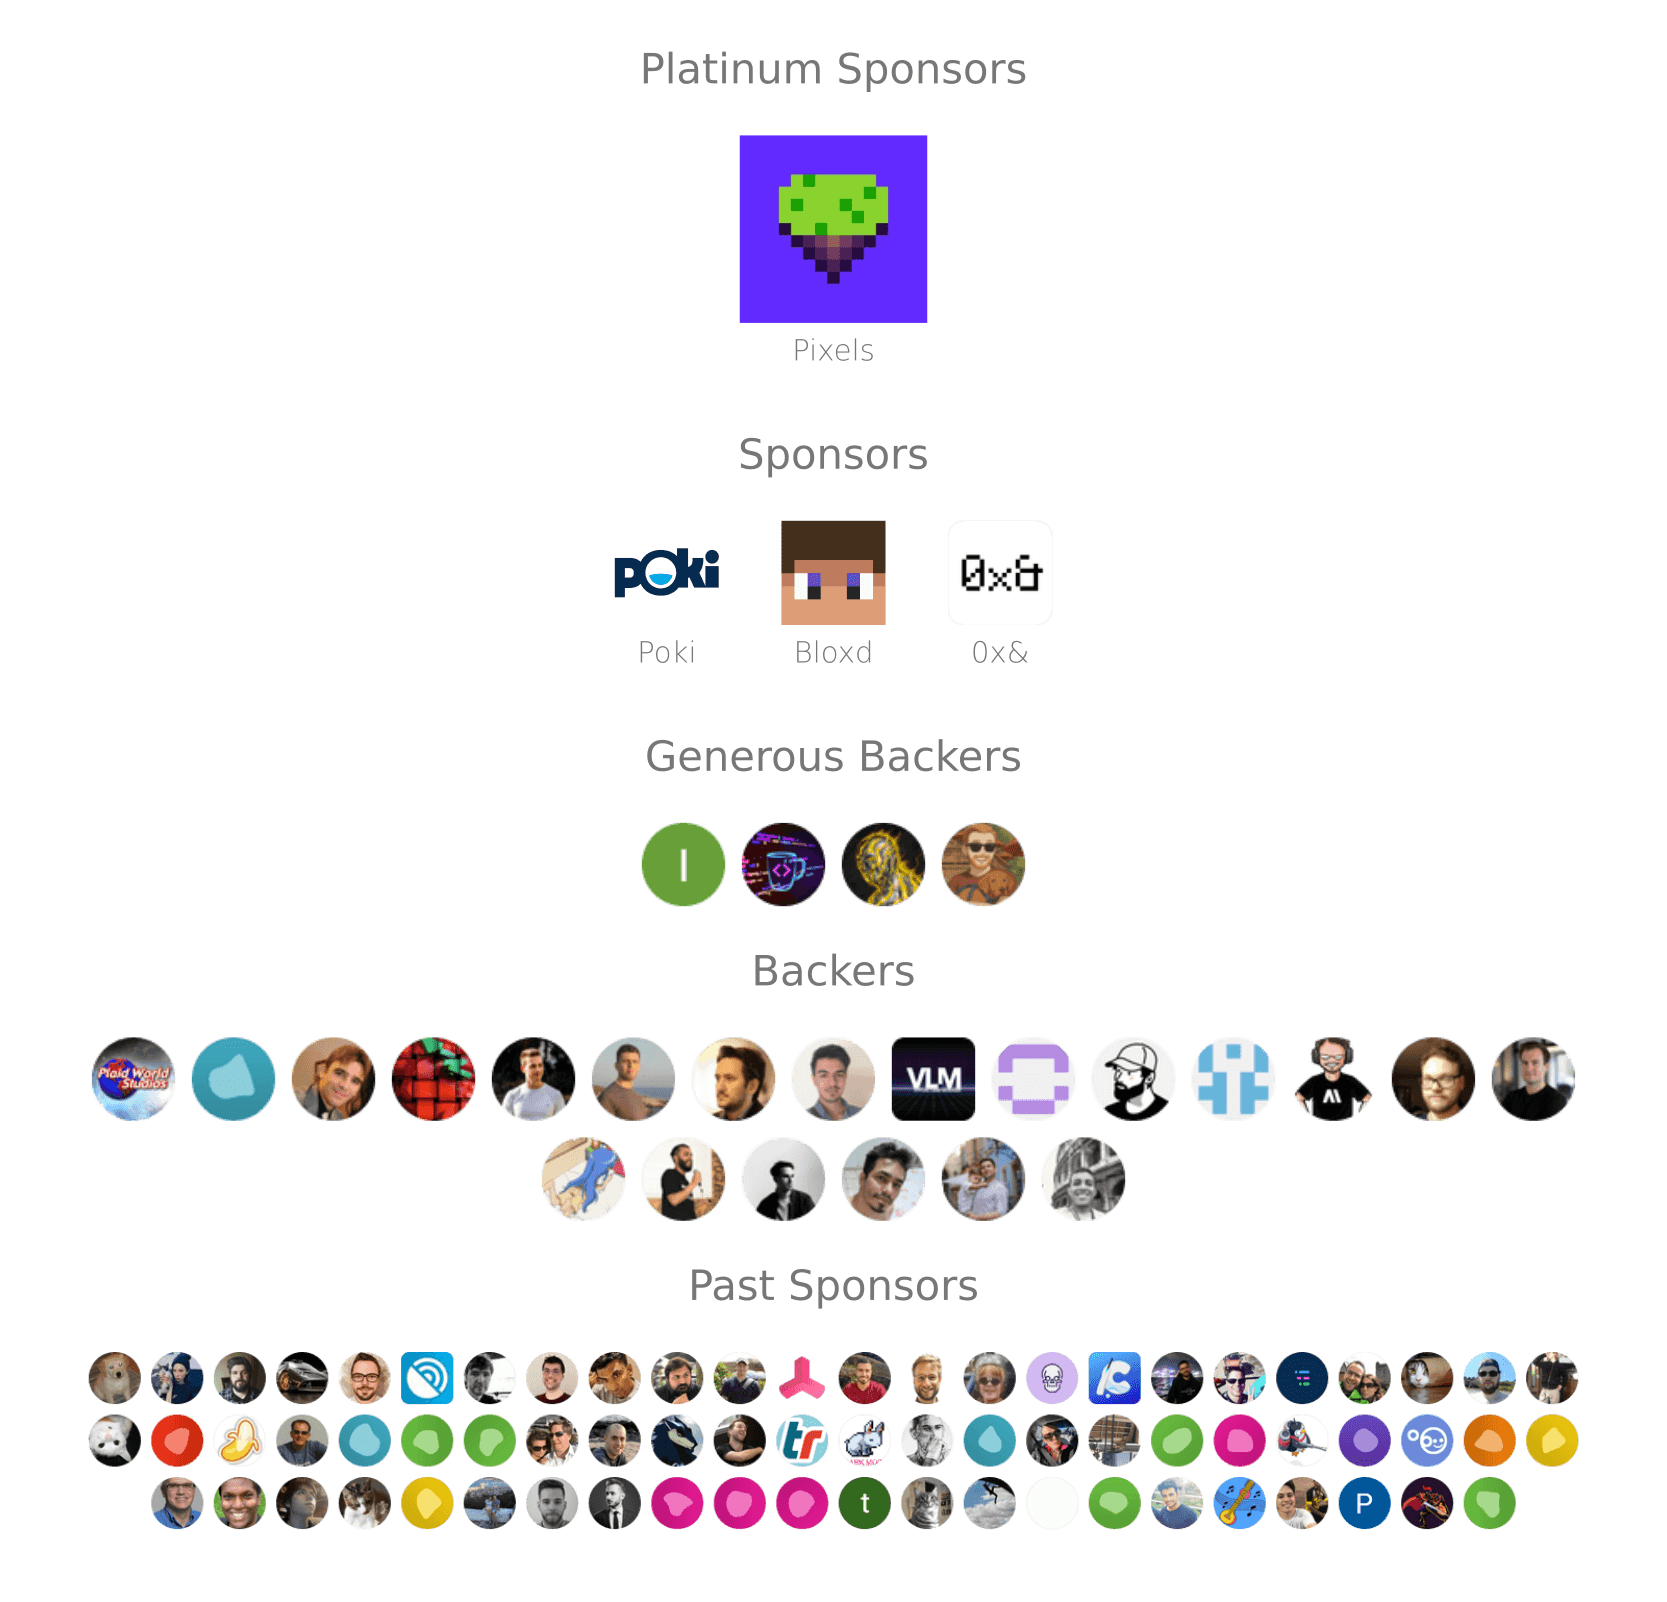 Platinum Sponsors
Pixels
Sponsors
poki
0x&
Poki Bloxd 0x&
Generous Backers
I
Backers
Plaid World
Studios
VLM
Past Sponsors
tr
t P